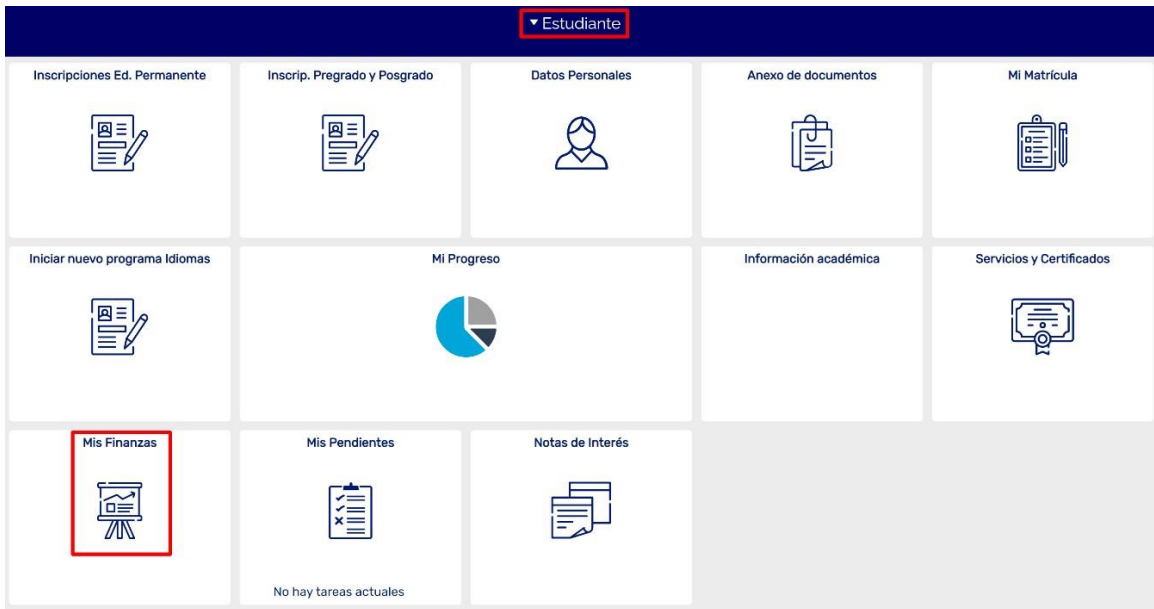 Estudiante
Inscripciones Ed. Permanente
Inscrip. Pregrado y Posgrado
Datos Personales
Anexo de documentos
Mi Matrícula
Iniciar nuevo programa Idiomas
Mi Progreso
Información académica
Servicios y Certificados
Mis Finanzas
Mis Pendientes
Notas de Interés
No hay tareas actuales